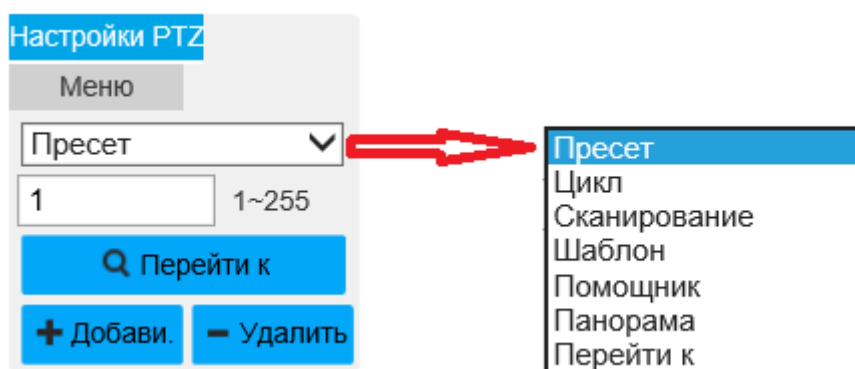 Настройки PTZ
Меню
Пресет
1
1~255
Перейти к
Добави.
Удалить
Пресет
Цикл
Сканирование
Шаблон
Помощник
Панорама
Перейти к